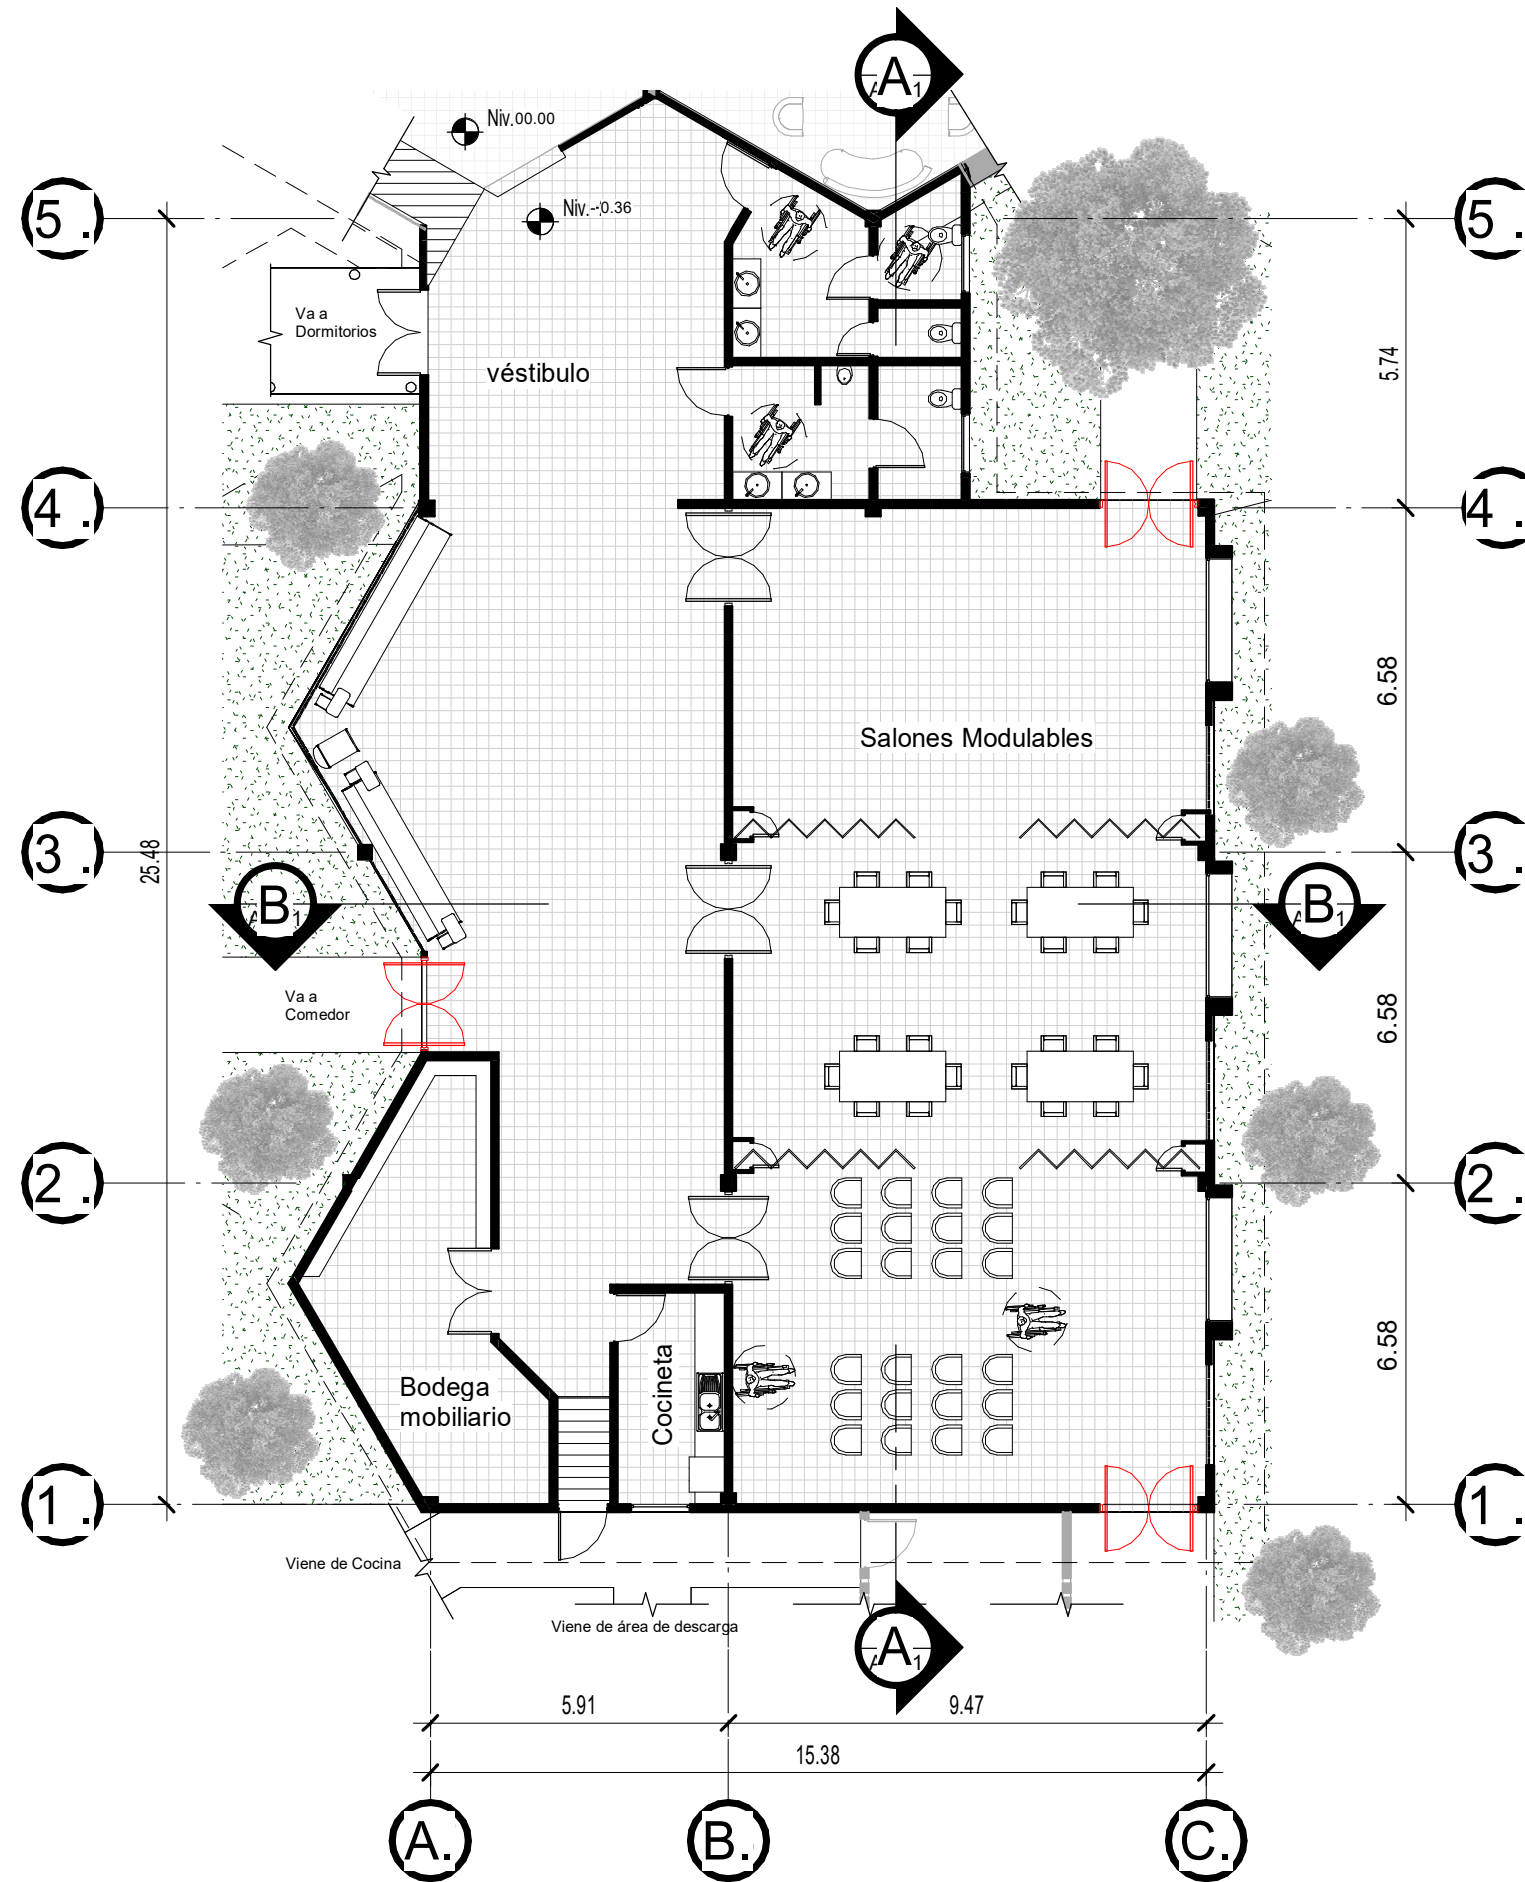 A
1
Niv.00.00
Niv.-0.36
5.
5.
Va a
Dormitorios
véstibulo
5.74
4.
4.
6.58
Salones Modulables
3.
3.
25.48
B
1
B
1
Va a
Comedor
6.58
2.
2.
6.58
Cocineta
Bodega
mobiliario
1.
1.
Viene de Cocina
Viene de área de descarga
A
1
5.91
9.47
15.38
A.
B.
C.